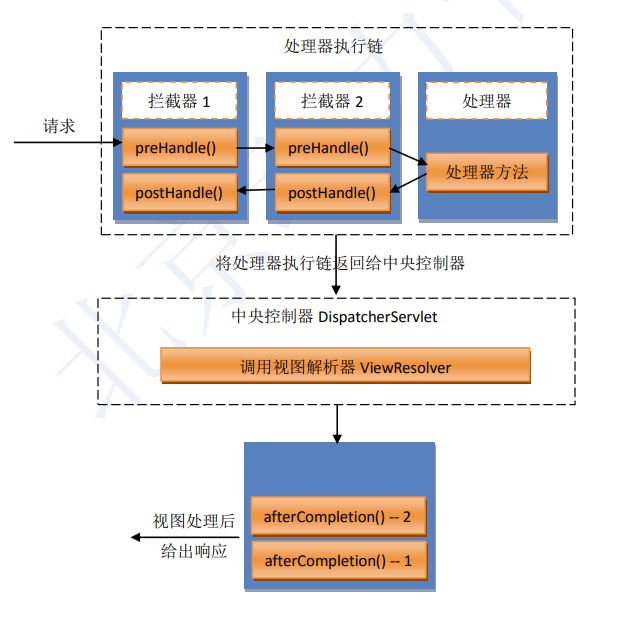 处理器执行链
拦截器 1
拦截器 2
处理器
请求
preHandle()
preHandle()
处理器方法
postHandle()
postHandle()
将处理器执行链返回给中央控制器
中央控制器 DispatcherServlet
调用视图解析器 ViewResolver
afterCompletion() -- 2
视图处理后
给出响应
afterCompletion() -- 1
北京